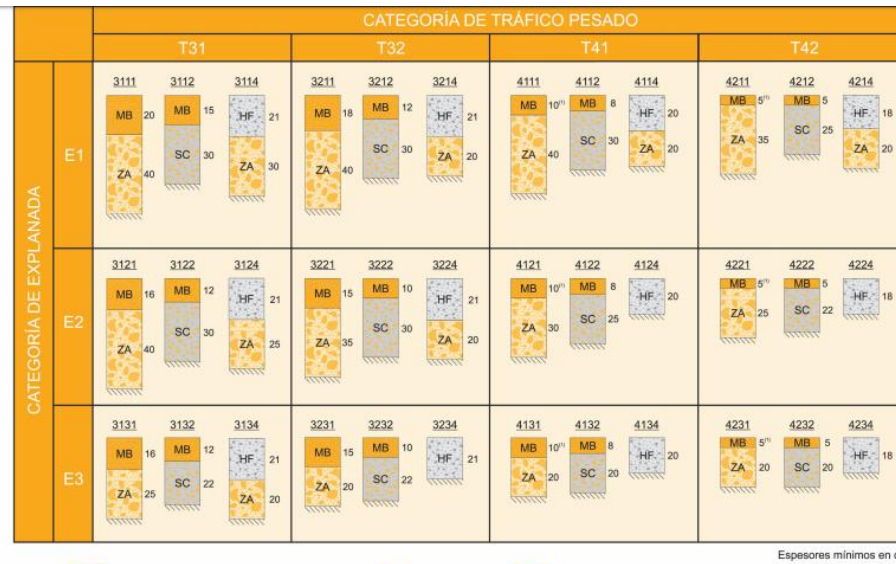 CATEGORÍA DE TRÁFICO PESADO
T31 T32 T41 T42
CATEGORÍA DE EXPLANADA
E1
3111 3112 3114 3211 3212 3214 4111 4112 4114 4211 4212 4214
MB 20 MB 15 HF 21 MB 18 MB 12 HF 21 MB 10(1) MB 8 HF 20 MB 5(1) MB 5 HF 18
ZA 40 SC 30 ZA 30 ZA 40 SC 30 ZA 20 ZA 40 SC 30 ZA 20 ZA 35 SC 25 ZA 20
E2
3121 3122 3124 3221 3222 3224 4121 4122 4124 4221 4222 4224
MB 16 MB 12 HF 21 MB 15 MB 10 HF 21 MB 10(1) MB 8 HF 20 MB 5(1) MB 5 HF 18
ZA 40 SC 30 ZA 25 ZA 35 SC 30 ZA 20 ZA 30 SC 25 ZA 25 SC 22
E3
3131 3132 3134 3231 3232 3234 4131 4132 4134 4231 4232 4234
MB 16 MB 12 HF 21 MB 15 MB 10 HF 21 MB 10(1) MB 8 HF 20 MB 5(1) MB 5 HF 18
ZA 25 SC 22 ZA 20 ZA 20 SC 22 ZA 20 SC 20 ZA 20 SC 20
Espesores mínimos en